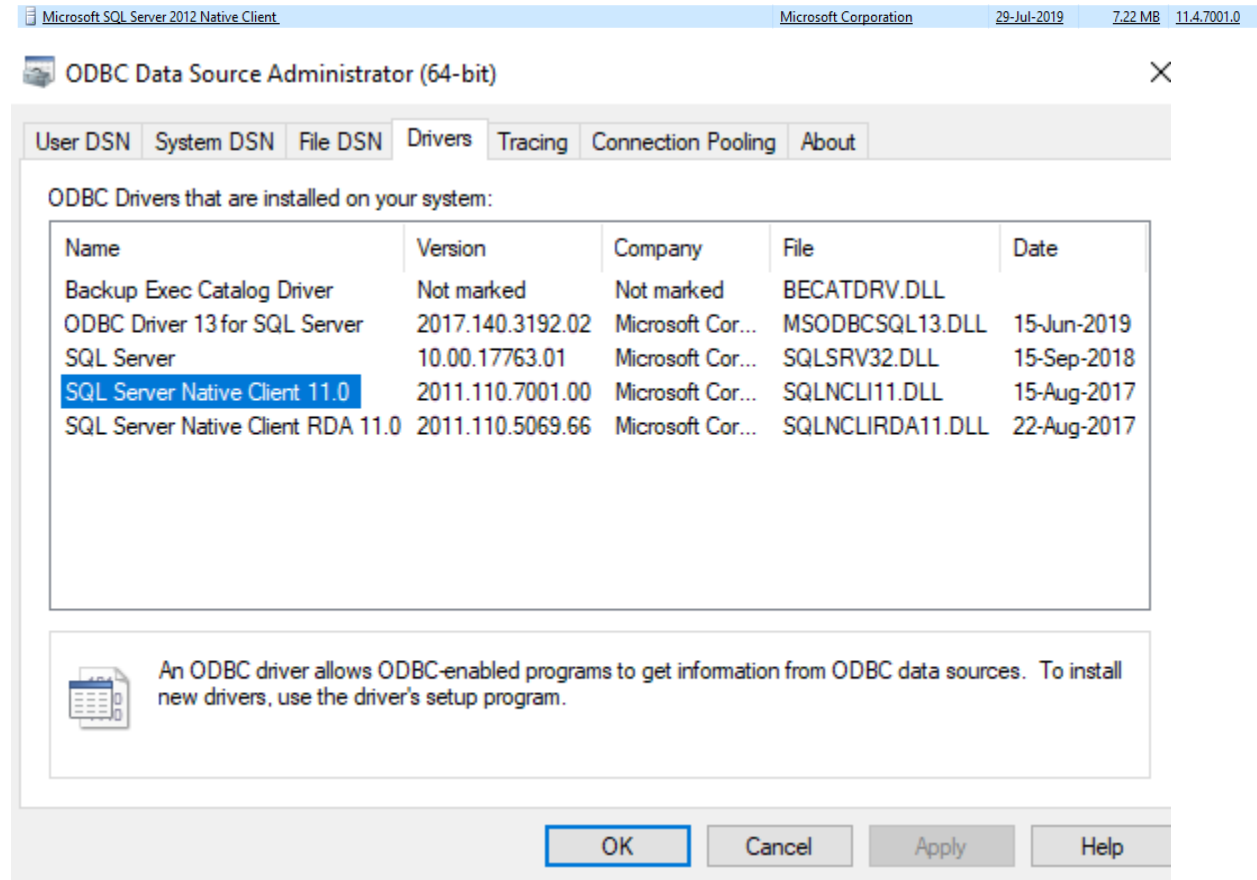 Microsoft SQL Server 2012 Native Client Microsoft Corporation 29-Jul-2019 7.22 MB 11.4.7001.0
ODBC Data Source Administrator (64-bit)
User DSN System DSN File DSN Drivers Tracing Connection Pooling About
ODBC Drivers that are installed on your system:
Name Version Company File Date
Backup Exec Catalog Driver Not marked Not marked BECATDRV.DLL
ODBC Driver 13 for SQL Server 2017.140.3192.02 Microsoft Cor... MSODBCSQL13.DLL 15-Jun-2019
SQL Server 10.00.17763.01 Microsoft Cor... SQLSRV32.DLL 15-Sep-2018
SQL Server Native Client 11.0 2011.110.7001.00 Microsoft Cor... SQLNCLI11.DLL 15-Aug-2017
SQL Server Native Client RDA 11.0 2011.110.5069.66 Microsoft Cor... SQLNCLIRDA11.DLL 22-Aug-2017
An ODBC driver allows ODBC-enabled programs to get information from ODBC data sources. To install
new drivers, use the driver's setup program.
OK Cancel Apply Help